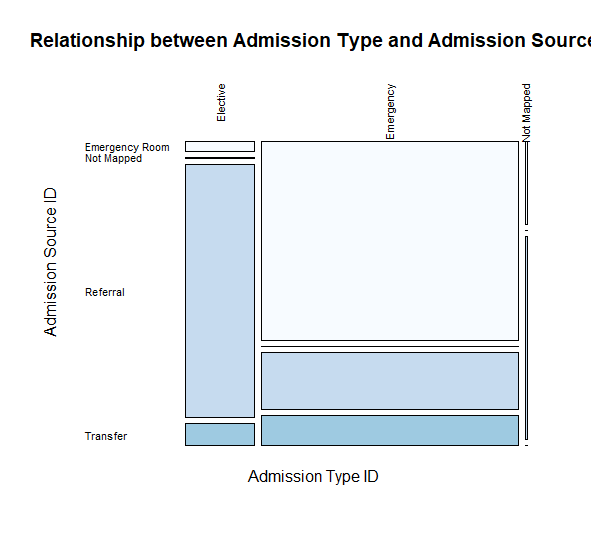 Relationship between Admission Type and Admission Source
Elective
Emergency
Not Mapped
Emergency Room
Not Mapped
Referral
Transfer
Admission Source ID
Admission Type ID